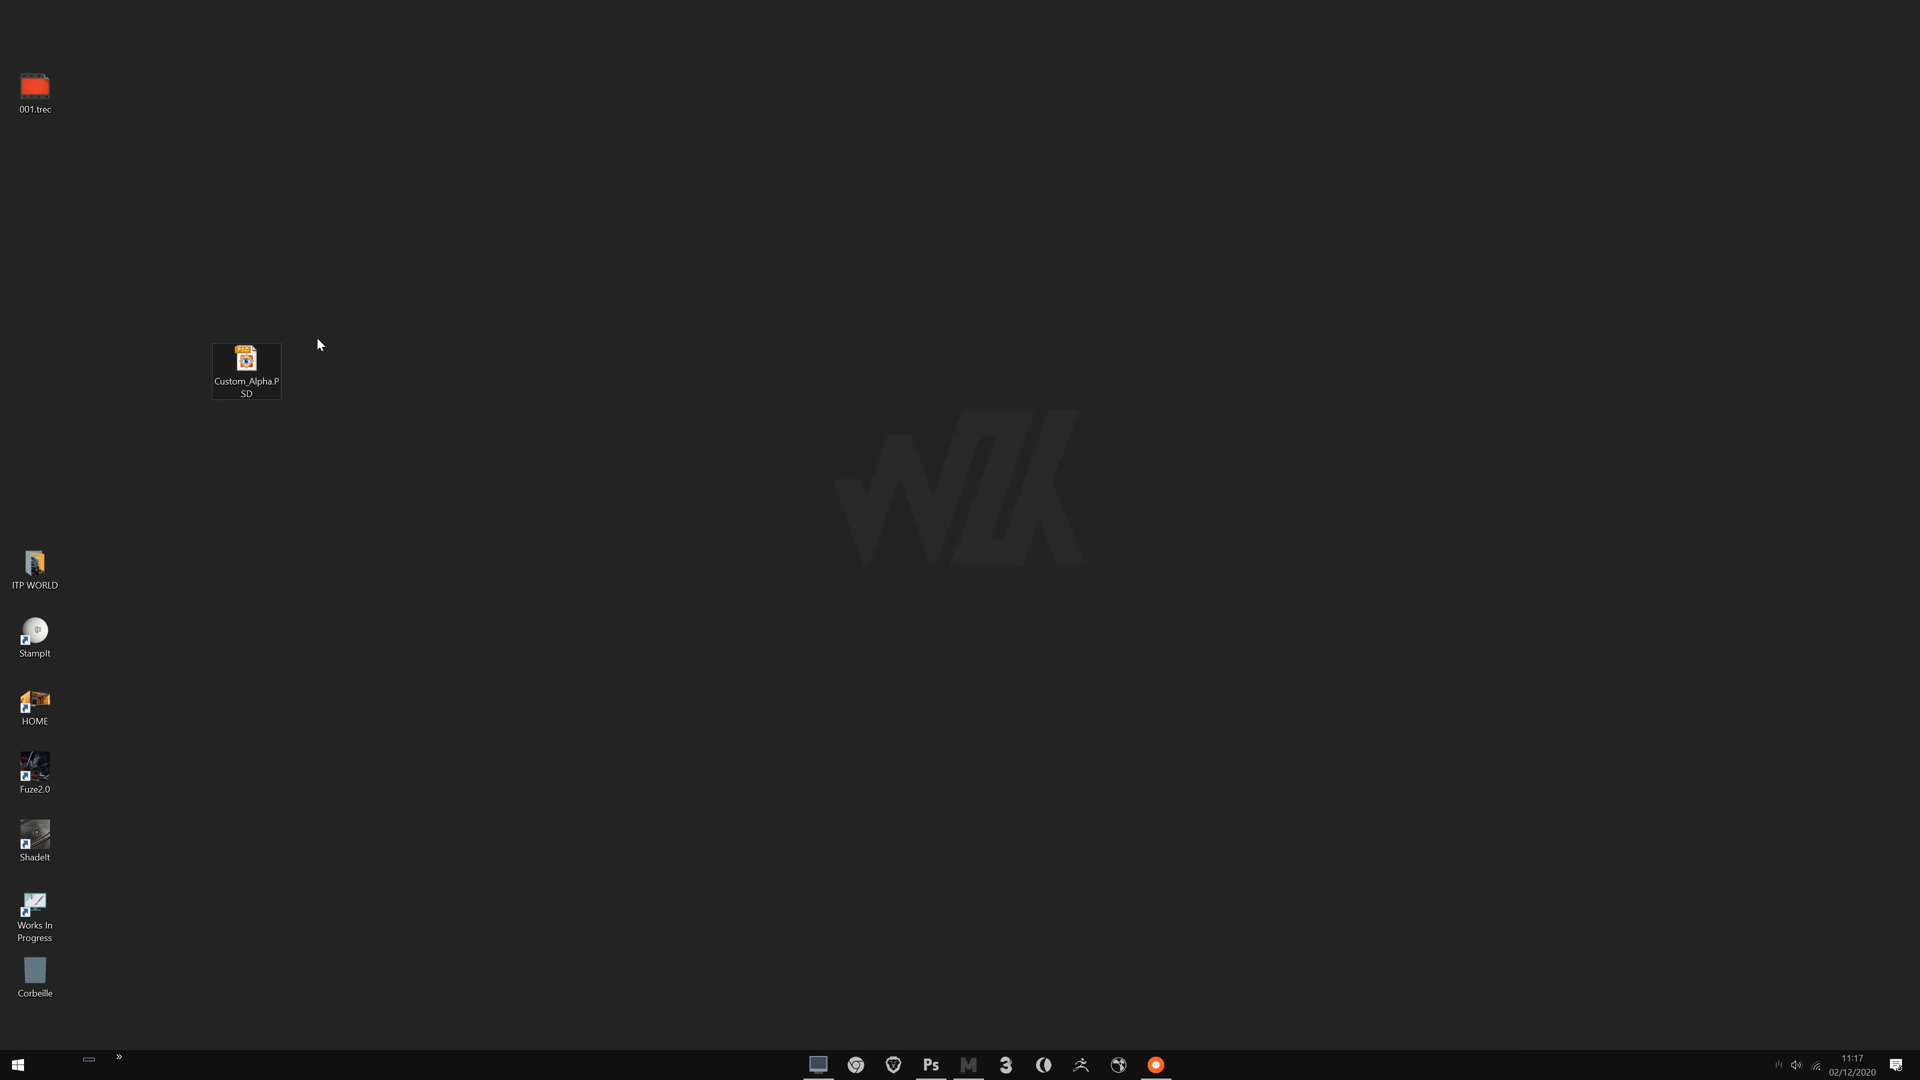 001.trec
Custom_Alpha.P
SD
WZK
ITP WORLD
StampIt
HOME
Fuze2.0
ShadeIt
Works In
Progress
Corbeille
»
Ps
M
3
11:17
02/12/2020